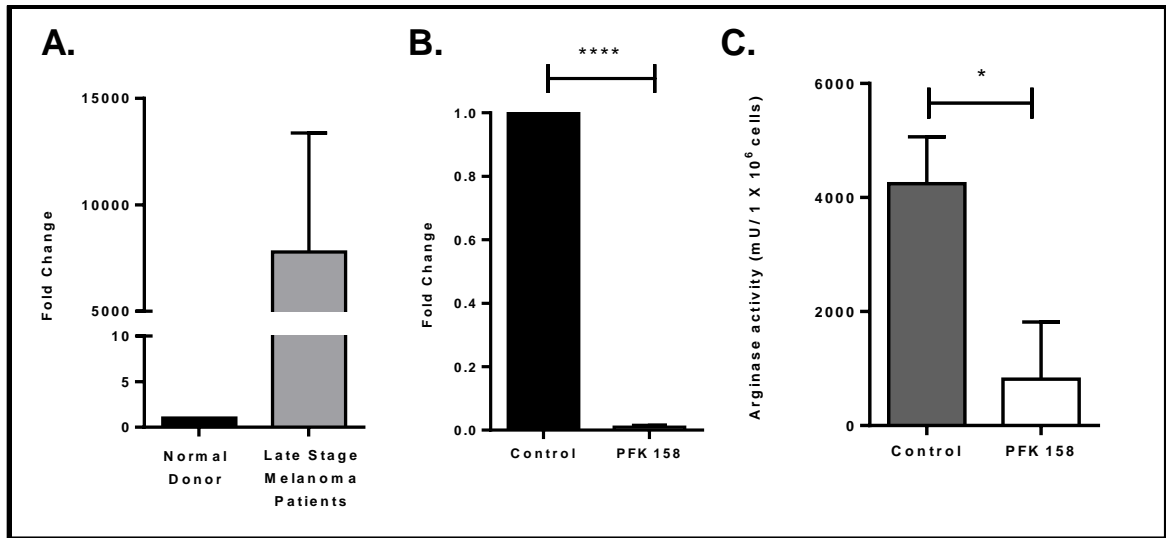 A.
Fold Change
15000
10000
5000
10
5
0
Normal
Donor
Late Stage
Melanoma
Patients
B.
****
Fold Change
1.0
0.8
0.6
0.4
0.2
0.0
Control
PFK 158
C.
*
Arginase activity (mU/ 1 X 10⁶ cells)
6000
4000
2000
0
Control
PFK 158